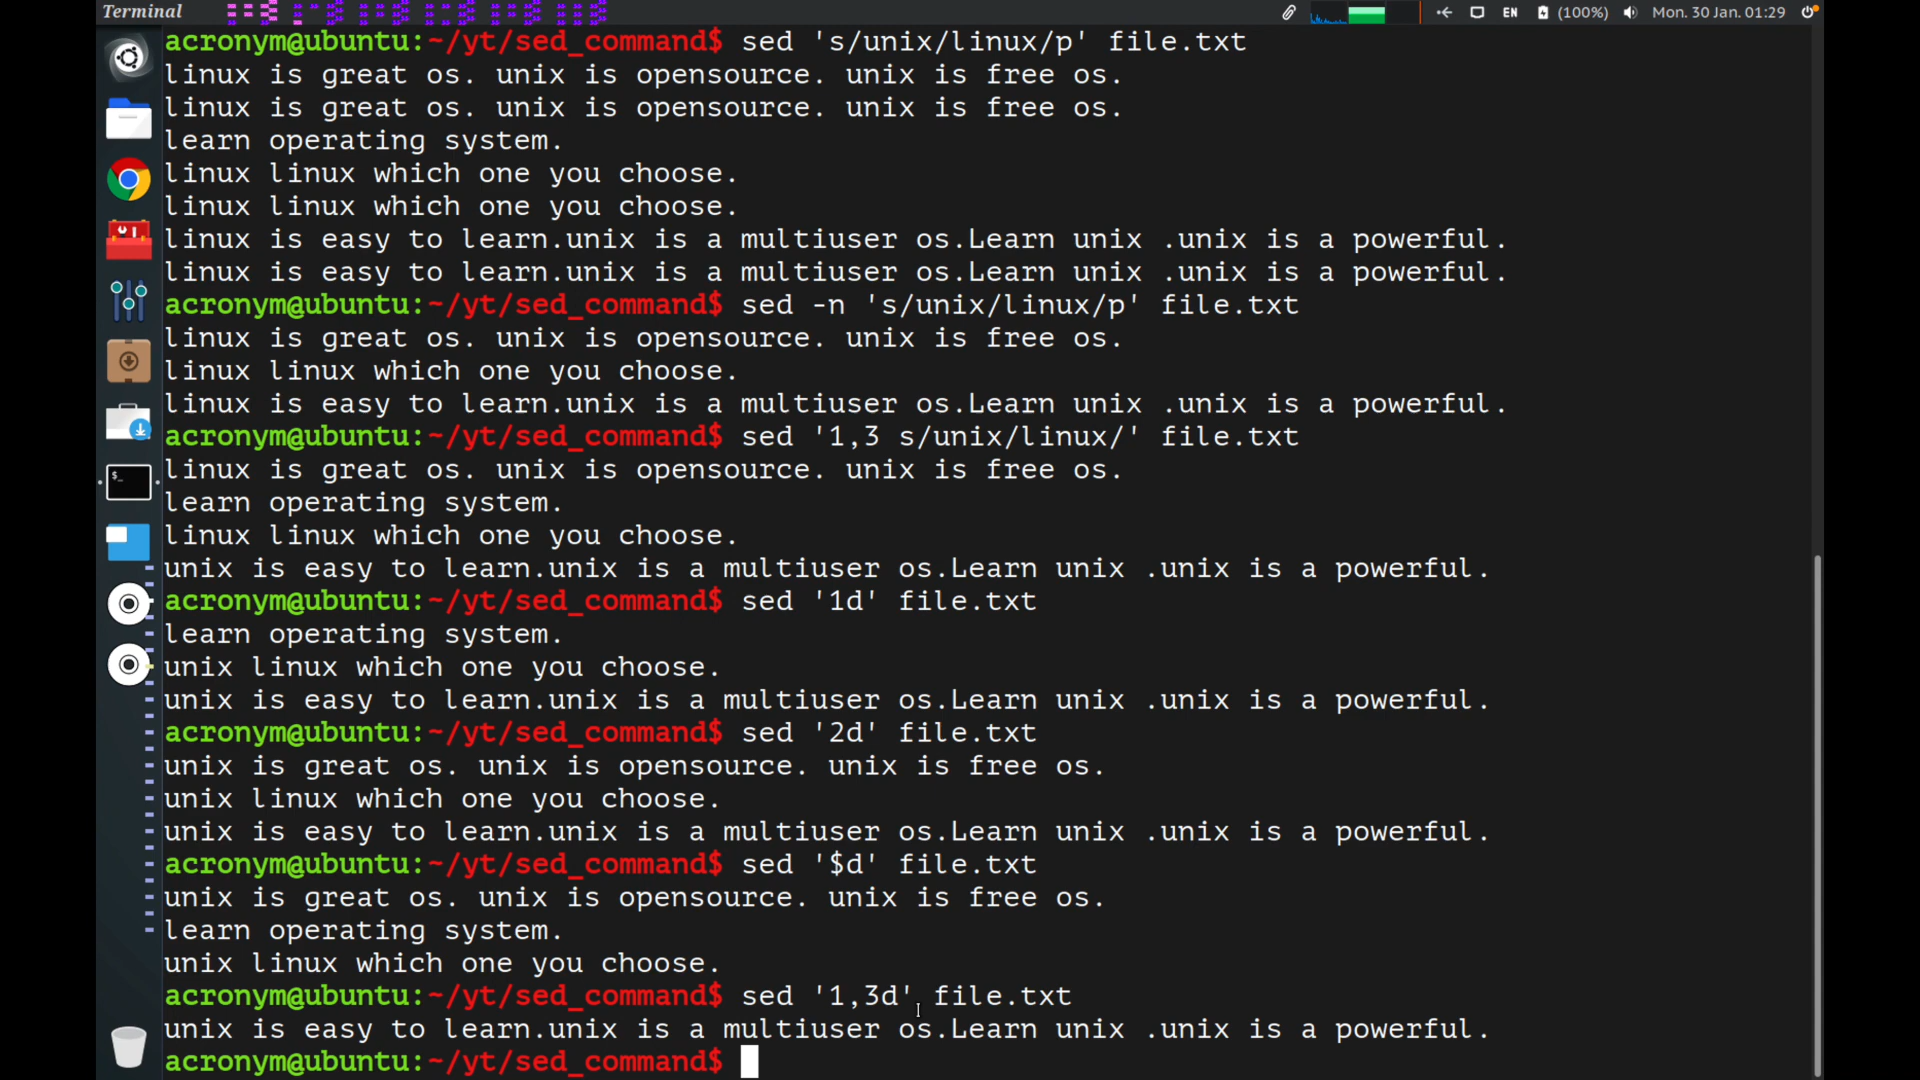 Terminal
EN (100%) Mon. 30 Jan. 01:29
acronym@ubuntu:~/yt/sed_command$ sed 's/unix/linux/p' file.txt
linux is great os. unix is opensource. unix is free os.
linux is great os. unix is opensource. unix is free os.
learn operating system.
linux linux which one you choose.
linux linux which one you choose.
linux is easy to learn.unix is a multiuser os.Learn unix .unix is a powerful.
linux is easy to learn.unix is a multiuser os.Learn unix .unix is a powerful.
acronym@ubuntu:~/yt/sed_command$ sed -n 's/unix/linux/p' file.txt
linux is great os. unix is opensource. unix is free os.
linux linux which one you choose.
linux is easy to learn.unix is a multiuser os.Learn unix .unix is a powerful.
acronym@ubuntu:~/yt/sed_command$ sed '1,3 s/unix/linux/' file.txt
linux is great os. unix is opensource. unix is free os.
learn operating system.
linux linux which one you choose.
unix is easy to learn.unix is a multiuser os.Learn unix .unix is a powerful.
acronym@ubuntu:~/yt/sed_command$ sed '1d' file.txt
learn operating system.
unix linux which one you choose.
unix is easy to learn.unix is a multiuser os.Learn unix .unix is a powerful.
acronym@ubuntu:~/yt/sed_command$ sed '2d' file.txt
unix is great os. unix is opensource. unix is free os.
unix linux which one you choose.
unix is easy to learn.unix is a multiuser os.Learn unix .unix is a powerful.
acronym@ubuntu:~/yt/sed_command$ sed '$d' file.txt
unix is great os. unix is opensource. unix is free os.
learn operating system.
unix linux which one you choose.
acronym@ubuntu:~/yt/sed_command$ sed '1,3d' file.txt
unix is easy to learn.unix is a multiuser os.Learn unix .unix is a powerful.
acronym@ubuntu:~/yt/sed_command$